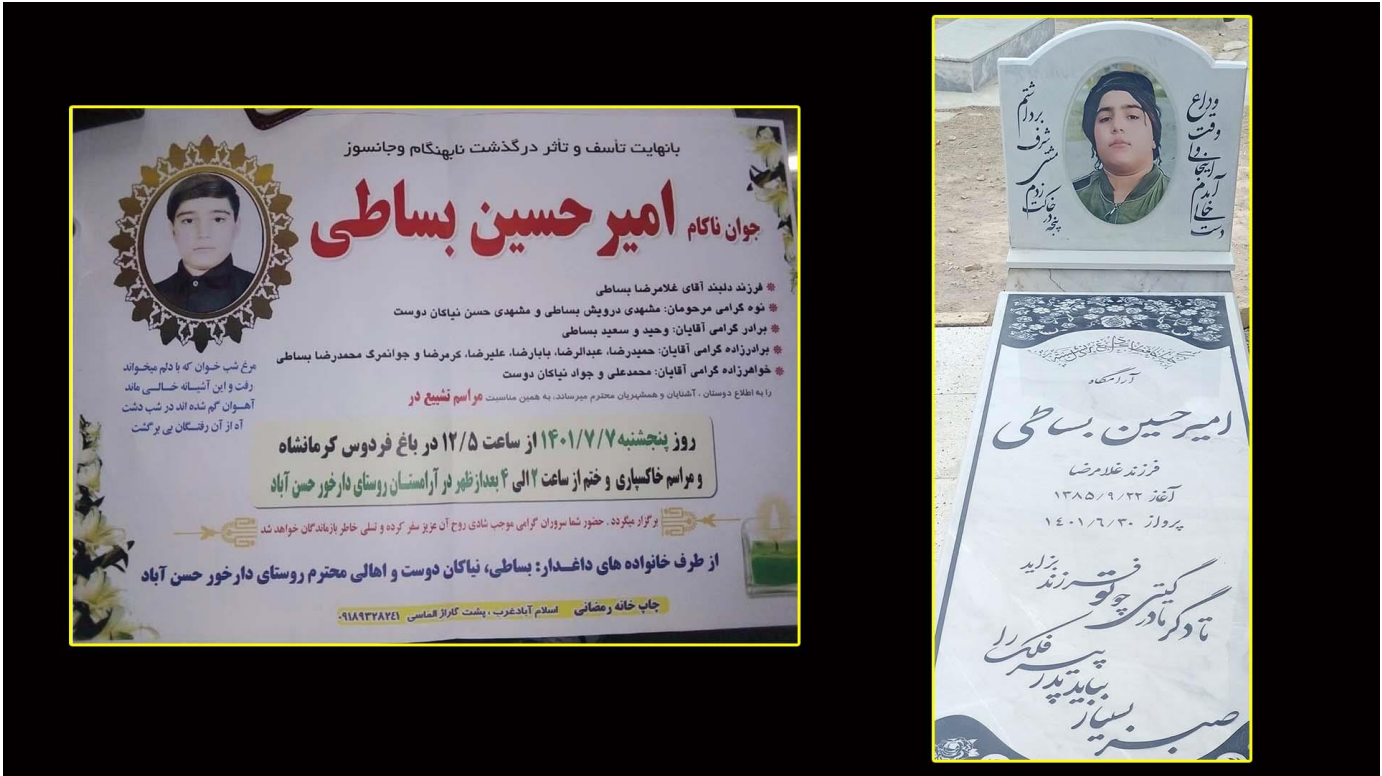 بانهایت تأسف و تأثر درگذشت نابهنگام وجانسوز
جوان ناکام امیر حسین بساطی
فرزند دلبند آقای غلامرضا بساطی
نوه گرامی مرحومان: مشهدی درویش بساطی و مشهدی حسن نیاکان دوست
برادر گرامی آقایان: وحید و سعید بساطی
برادرزاده گرامی آقایان: حمیدرضا، عبدالرضا، بابارضا، علیرضا، کرمرضا و جوانمرگ محمدرضا بساطی
خواهرزاده گرامی آقایان: محمدعلی و جواد نیاکان دوست
را به اطلاع دوستان ، آشنایان و همشهریان محترم میرساند، به همین مناسبت مراسم تشییع در
روز پنجشنبه ۱۴۰۱/۷/۷ از ساعت ۱۲/۵ در باغ فردوس کرمانشاه
و مراسم خاکسپاری و ختم از ساعت ۲ الی ۴ بعدازظهر در آرامستان روستای دارخور حسن آباد
برگزار میگردد . حضور شما سروران گرامی موجب شادی روح آن عزیز سفر کرده و تسلی خاطر بازماندگان خواهد شد
از طرف خانواده های داغدار: بساطی، نیاکان دوست و اهالی محترم روستای دارخور حسن آباد
چاپ خانه رمضانی اسلام آبادغرب ، پشت گاراژ الماسی ۰۹۱۸۹۳۲۸۲۴۱
مرغ شب خوان که با دلم میخواند
رفت و این آشیانه خالی ماند
آهوان گم شده اند در شب دشت
آه از آن رفتگان بی برگشت
دست خالی آمدم اینجا و وقت وداع
پنجه در خاکت زدم مشتی شرف برداشتم
آرامگاه
امیرحسین بساطی
فرزند غلامرضا
آغاز ۱۳۸۵/۹/۲۲
پرواز ۱۴۰۱/۶/۳۰
تا دگر مادر گیتی چو تو فرزند بزاید
صبر بسیار بباید پدر پیر فلک را